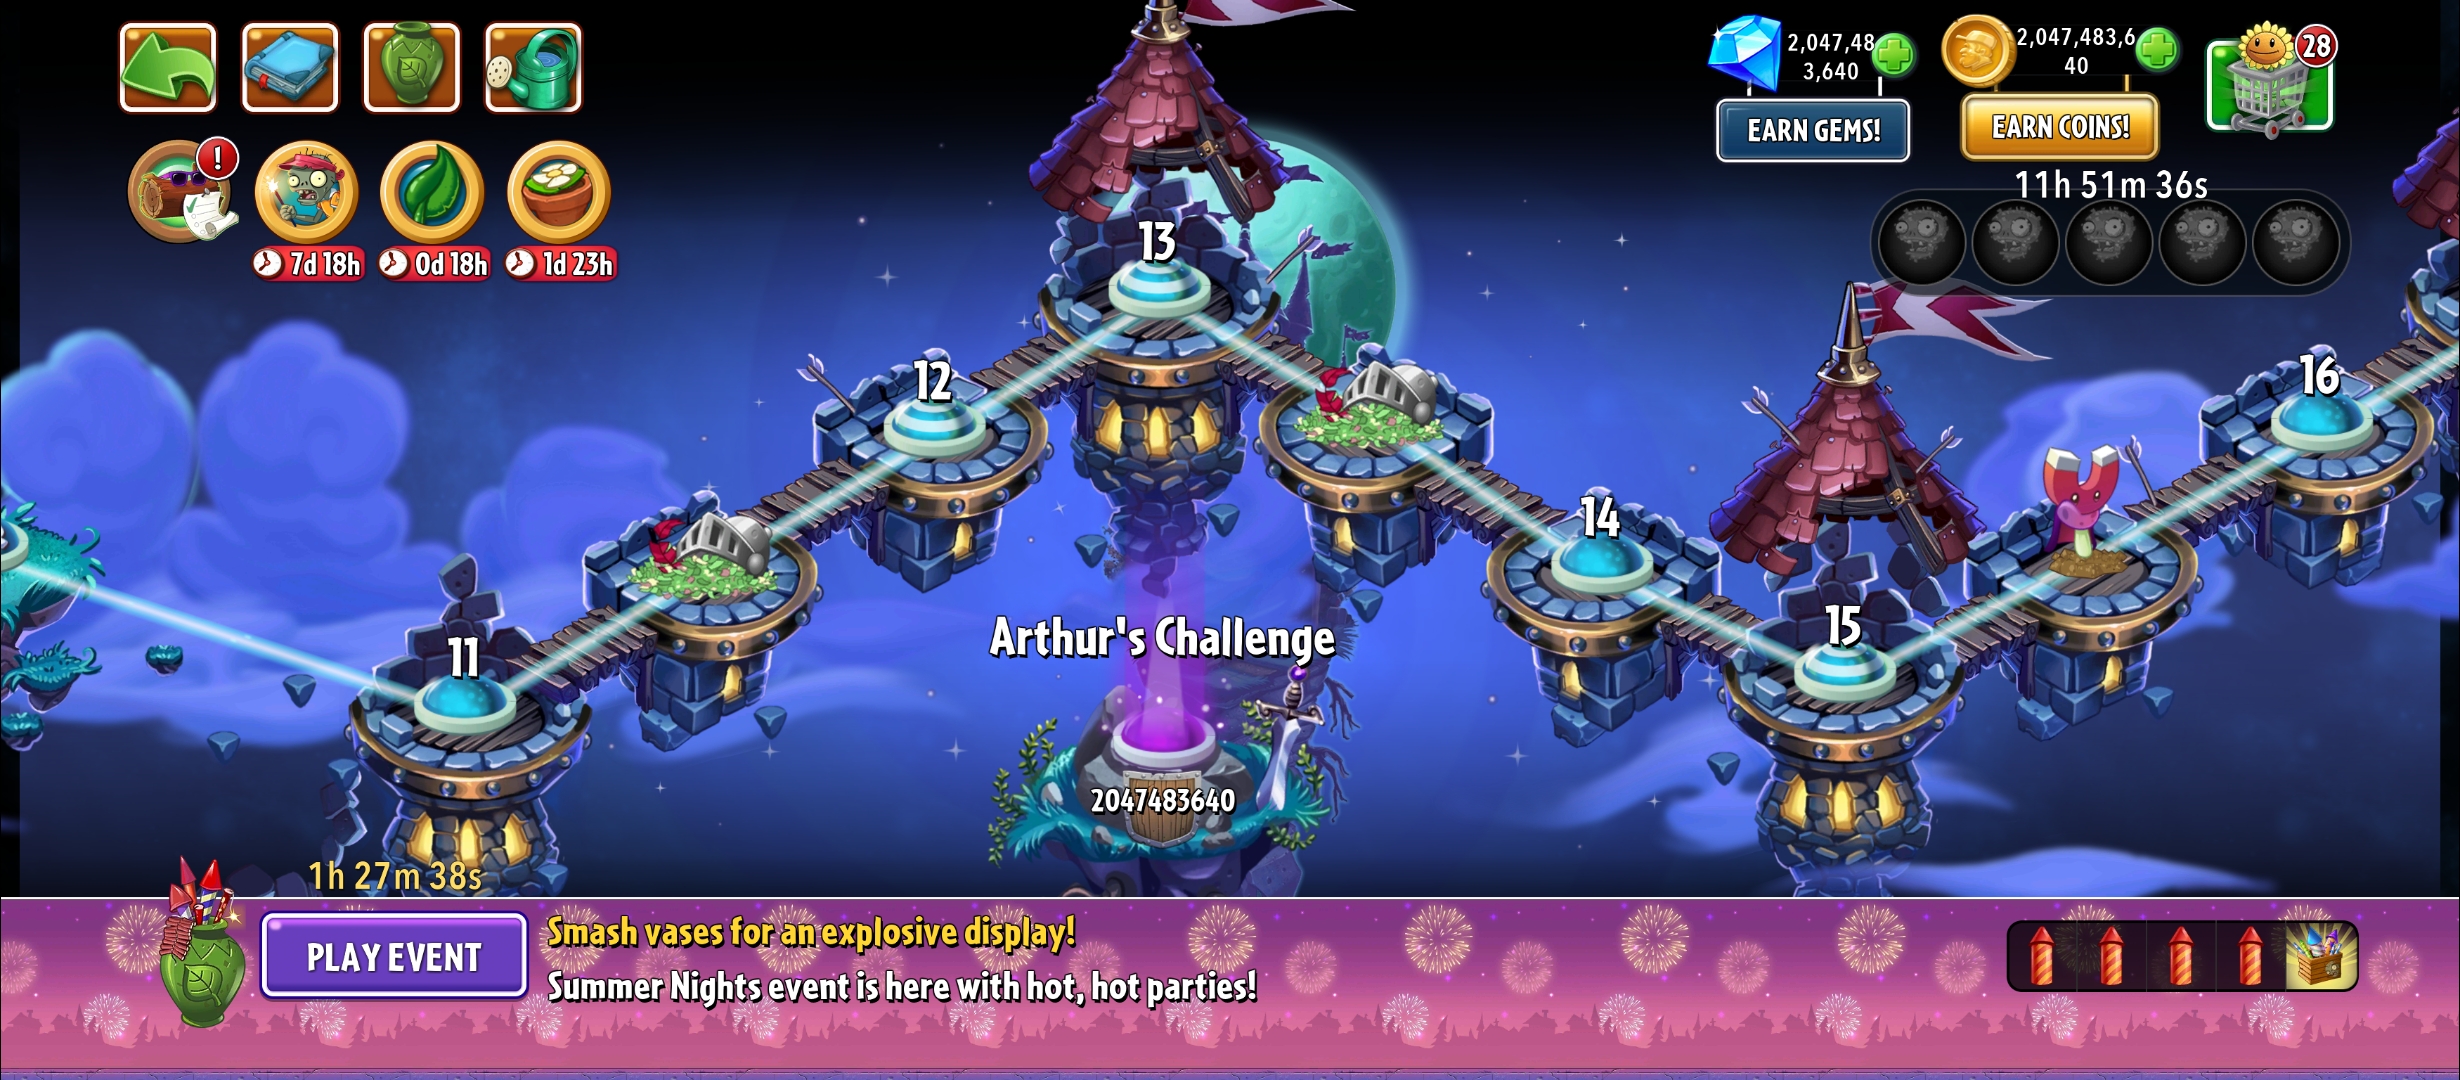 2,047,48
3,640
2,047,483,6
40
28
EARN GEMS!
EARN COINS!
!
11h 51m 36s
7d 18h
0d 18h
1d 23h
13
12
16
14
15
11
Arthur's Challenge
2047483640
1h 27m 38s
PLAY EVENT
Smash vases for an explosive display!
Summer Nights event is here with hot, hot parties!